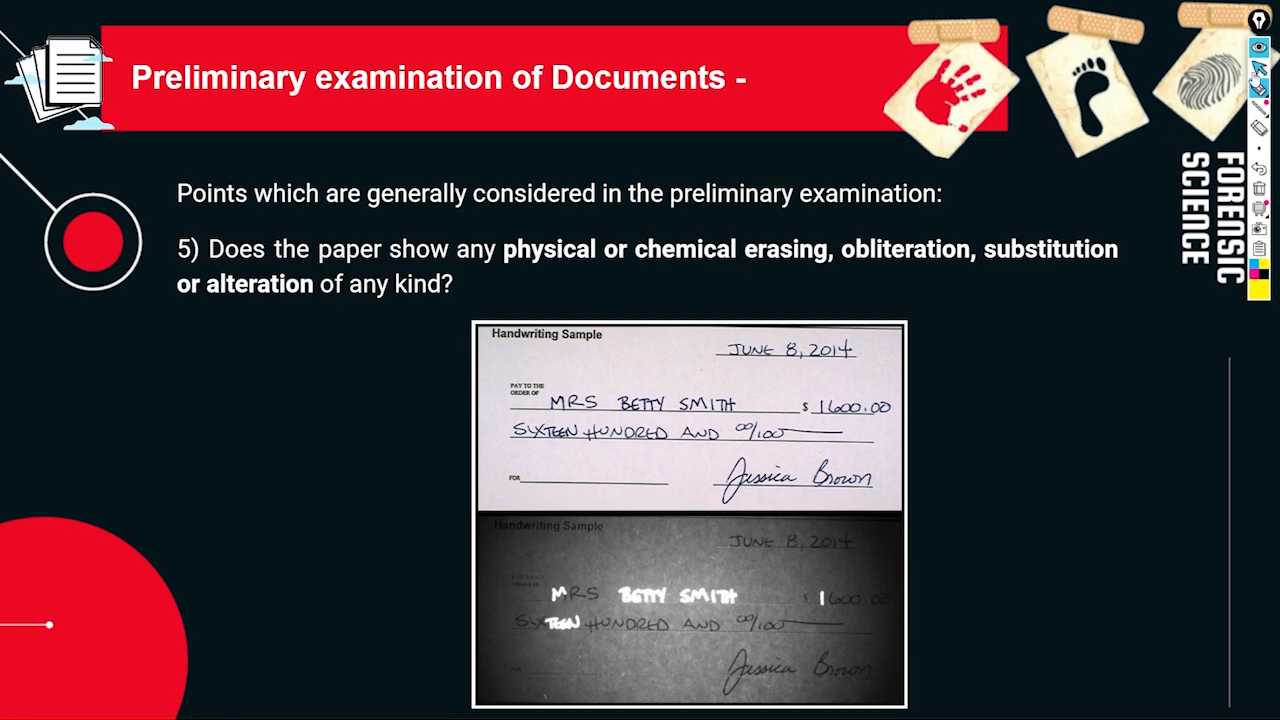 Preliminary examination of Documents -
FORENSIC
SCIENCE
Points which are generally considered in the preliminary examination:
5) Does the paper show any physical or chemical erasing, obliteration, substitution
or alteration of any kind?
Handwriting Sample
JUNE 8, 2014
PAY TO THE
ORDER OF
MRS BETTY SMITH $ 1600.00
SIXTEEN HUNDRED AND 00/100
FOR
Jessica Brown
Handwriting Sample
JUNE 8, 2014
MRS BETTY SMITH $ 1600.00
SIXTEEN HUNDRED AND 00/100
Jessica Brown